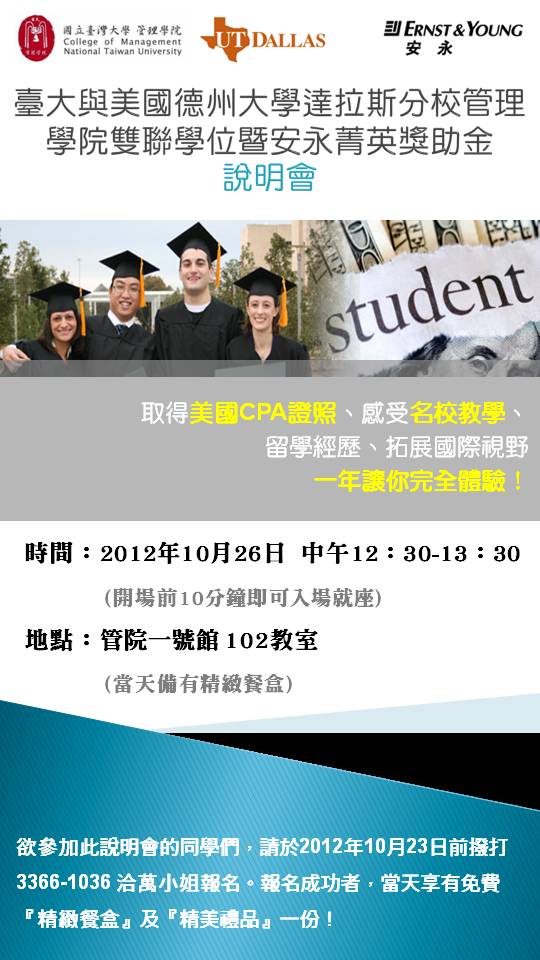 國立臺灣大學 管理學院
College of Management
National Taiwan University
UT DALLAS
ERNST & YOUNG
安永
臺大與美國德州大學達拉斯分校管理
學院雙聯學位暨安永菁英獎助金
說明會
student
取得美國CPA證照、感受名校教學、
留學經歷、拓展國際視野
一年讓你完全體驗！
時間：2012年10月26日 中午12：30-13：30
(開場前10分鐘即可入場就座)
地點：管院一號館 102教室
(當天備有精緻餐盒)
欲參加此說明會的同學們，請於2012年10月23日前撥打
3366-1036 洽萬小姐報名。報名成功者，當天享有免費
『精緻餐盒』及『精美禮品』一份！